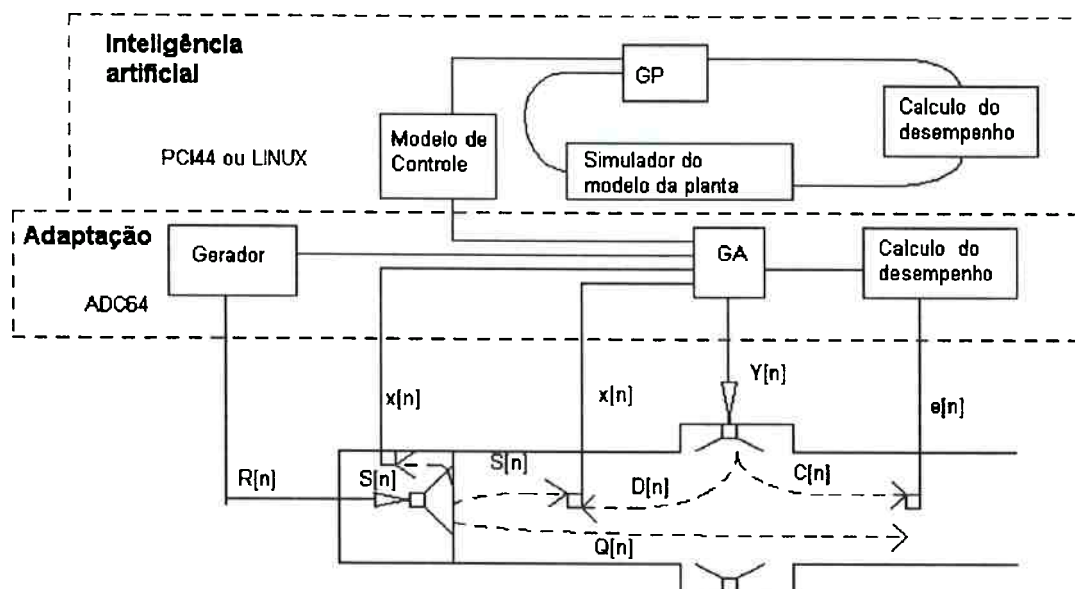 Inteligência
artificial
PCI44 ou LINUX
GP
Modelo de
Controle
Simulador do
modelo da planta
Calculo do
desempenho
Adaptação
ADC64
Gerador
GA
Calculo do
desempenho
x[n]
x[n]
Y[n]
e[n]
R[n]
S[n]
S[n]
D[n]
C[n]
Q[n]